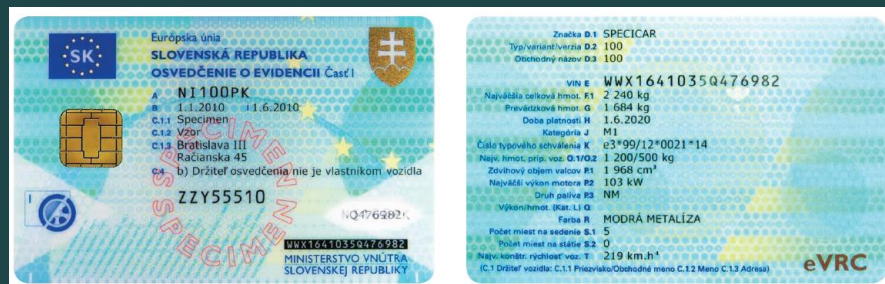 SK
Európska únia
SLOVENSKÁ REPUBLIKA
OSVEDČENIE O EVIDENCII Časť I
A NI100PK
B 1.1.2010 I 1.6.2010
C.1.1 Specimen
C.1.2 Vzor
C.1.3 Bratislava III
Račianska 45
C.4 b) Držiteľ osvedčenia nie je vlastníkom vozidla
ZZY55510
SPECIMEN SPECIMEN
WWX1641035Q476982
MINISTERSTVO VNÚTRA
SLOVENSKEJ REPUBLIKY
Značka D.1 SPECICAR
Typ/variant/verzia D.2 100
Obchodný názov D.3 100
VIN E WWX1641035Q476982
Najväčšia celková hmot. F.1 2 240 kg
Prevádzková hmot. G 1 684 kg
Doba platnosti H 1.6.2020
Kategória J M1
Číslo typového schválenia K e3*99/12*0021*14
Najv. hmot. príp. voz. O.1/O.2 1 200/500 kg
Zdvihový objem valcov P.1 1 968 cm³
Najväčší výkon motora P.2 103 kW
Druh paliva P.3 NM
Výkon/hmot. (Kat. L) Q
Farba R MODRÁ METALÍZA
Počet miest na sedenie S.1 5
Počet miest na státie S.2 0
Najv. konštr. rýchlosť voz. T 219 km.h⁻¹
(C.1 Držiteľ vozidla: C.1.1 Priezvisko/Obchodné meno C.1.2 Meno C.1.3 Adresa)
eVRC